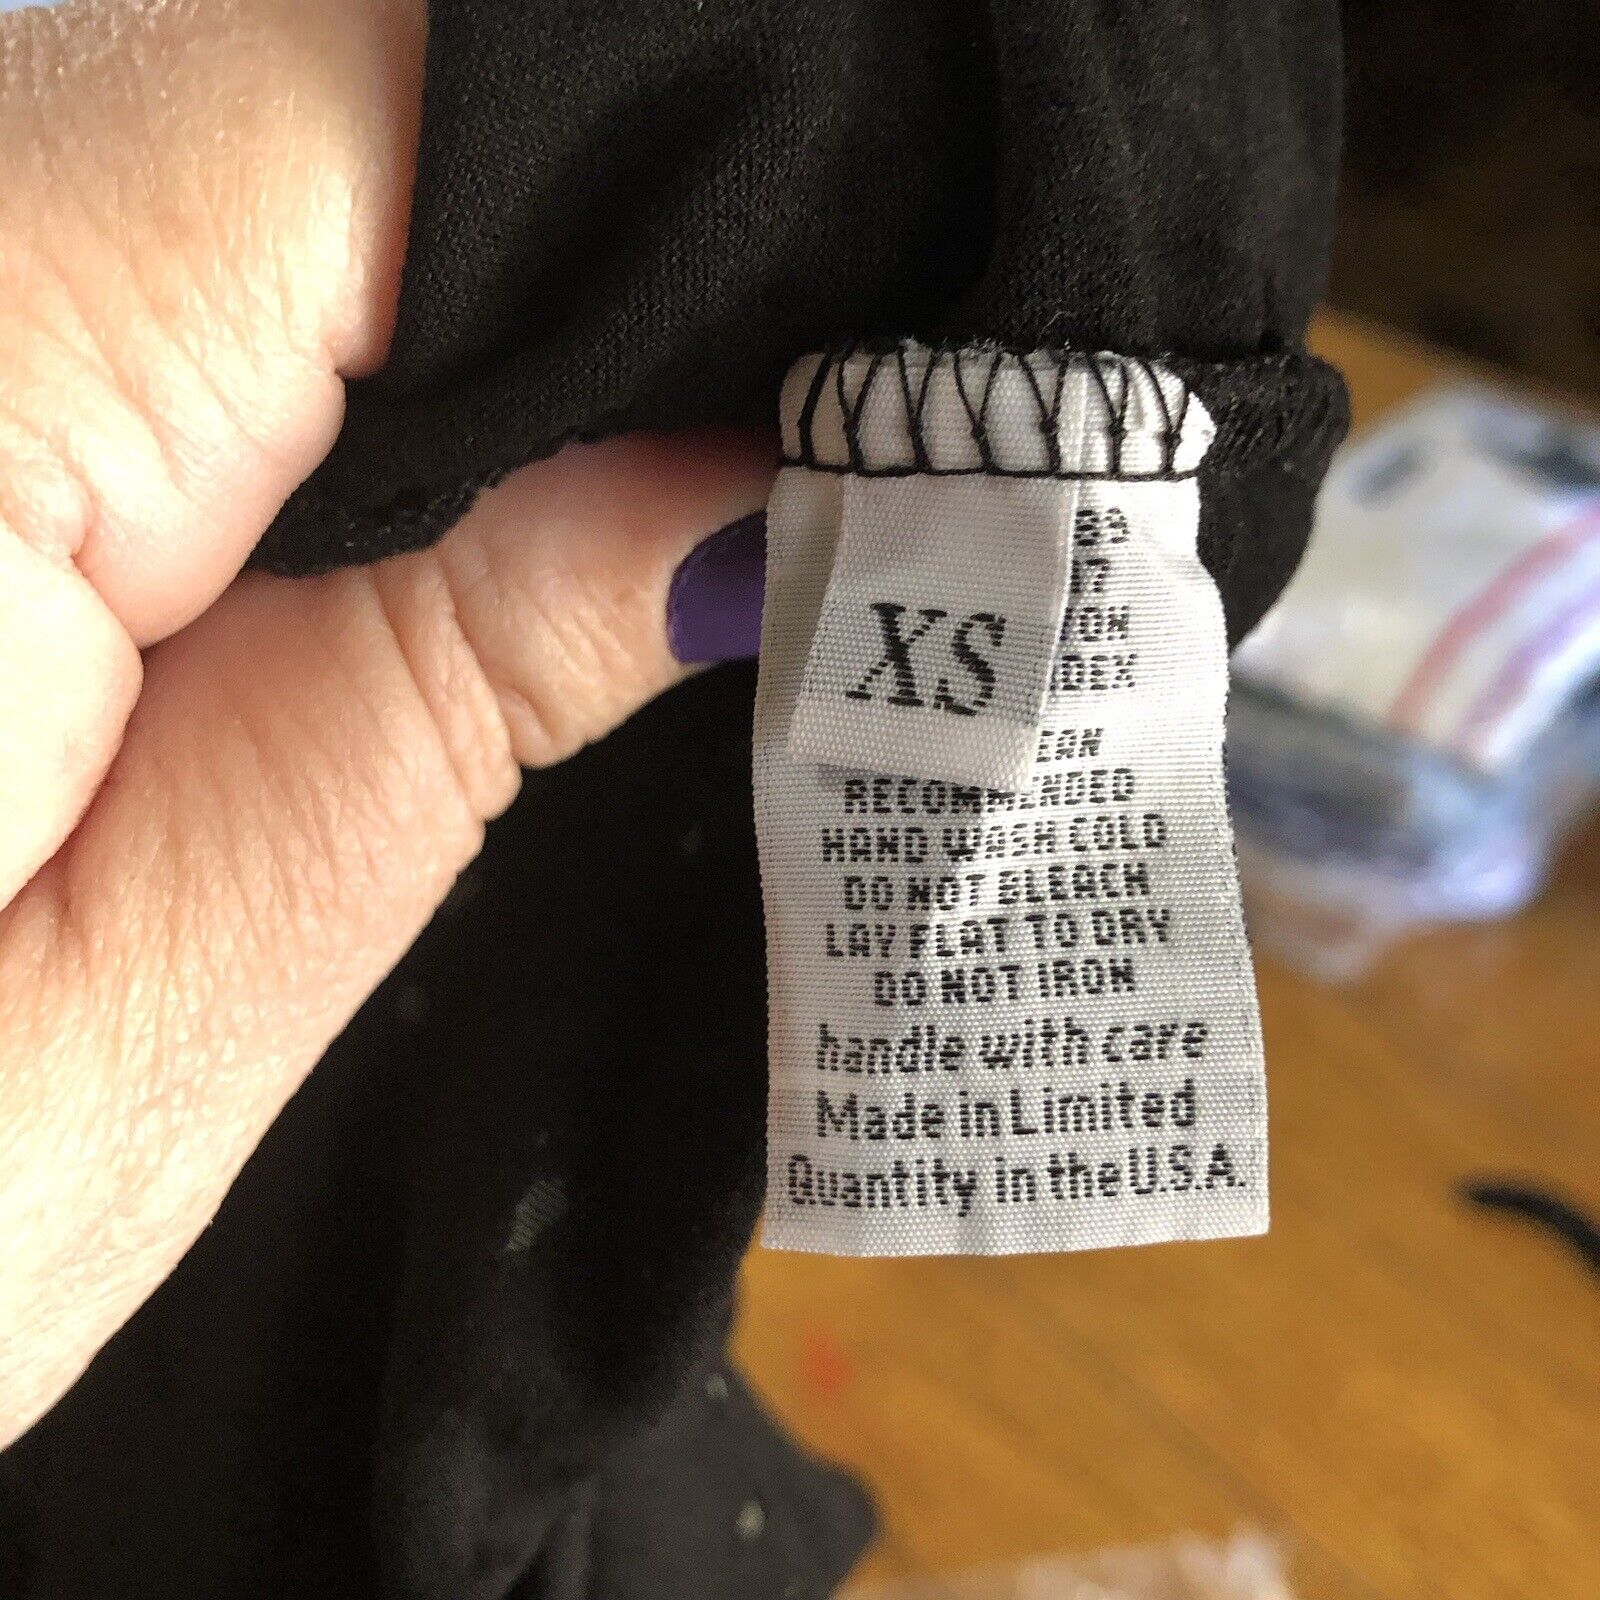 89
XS
RECOMMENDED
HAND WASH COLD
DO NOT BLEACH
LAY FLAT TO DRY
DO NOT IRON
handle with care
Made in Limited
Quantity in the U.S.A.